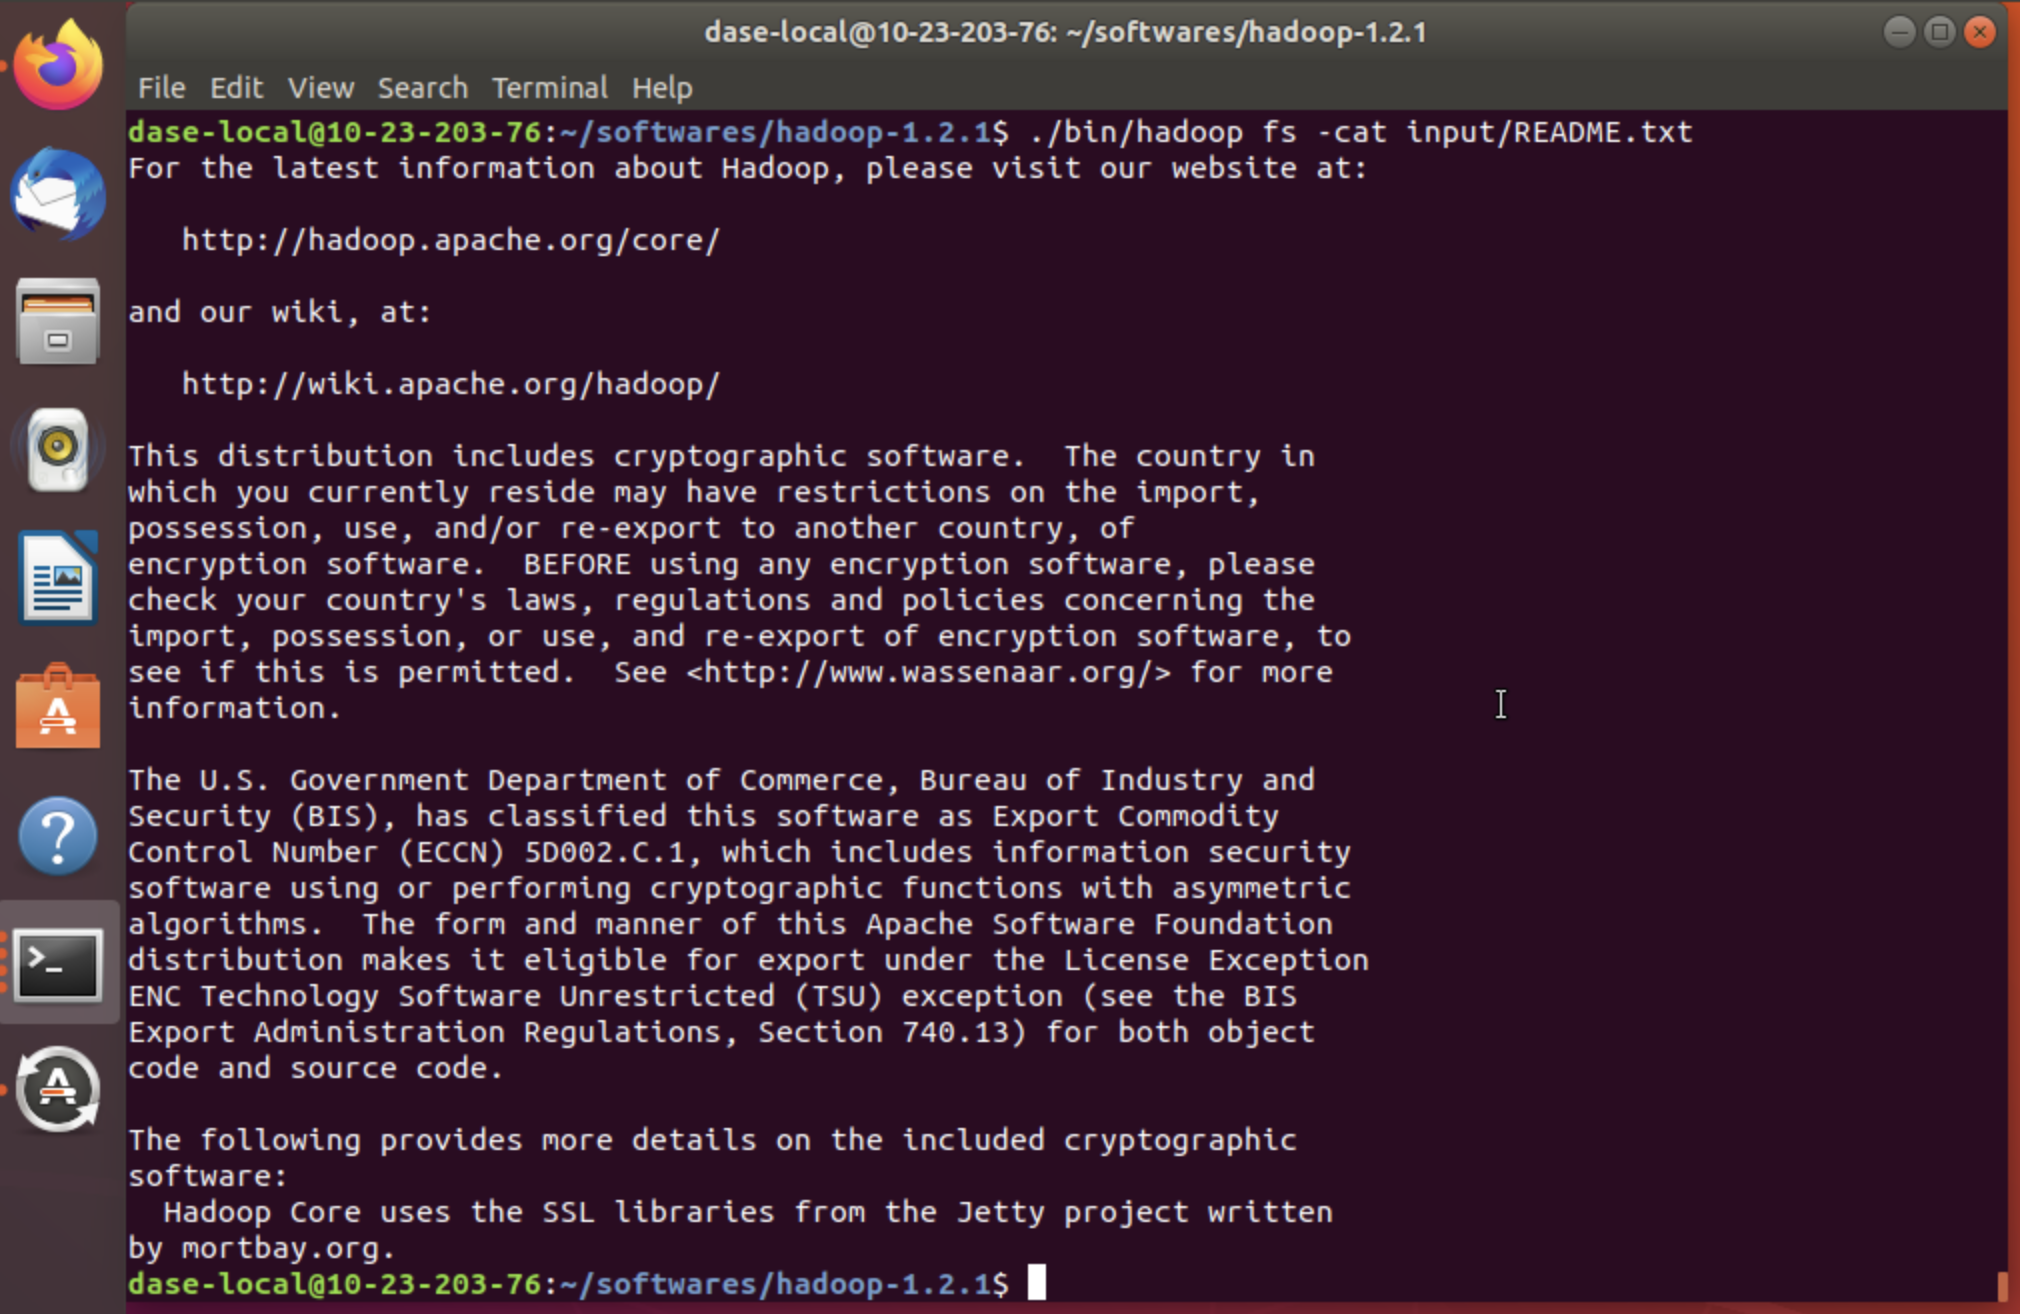 dase-local@10-23-203-76: ~/softwares/hadoop-1.2.1
File Edit View Search Terminal Help
dase-local@10-23-203-76:~/softwares/hadoop-1.2.1$ ./bin/hadoop fs -cat input/README.txt
For the latest information about Hadoop, please visit our website at:
   http://hadoop.apache.org/core/
and our wiki, at:
   http://wiki.apache.org/hadoop/
This distribution includes cryptographic software.  The country in
which you currently reside may have restrictions on the import,
possession, use, and/or re-export to another country, of
encryption software.  BEFORE using any encryption software, please
check your country's laws, regulations and policies concerning the
import, possession, or use, and re-export of encryption software, to
see if this is permitted.  See <http://www.wassenaar.org/> for more
information.
The U.S. Government Department of Commerce, Bureau of Industry and
Security (BIS), has classified this software as Export Commodity
Control Number (ECCN) 5D002.C.1, which includes information security
software using or performing cryptographic functions with asymmetric
algorithms.  The form and manner of this Apache Software Foundation
distribution makes it eligible for export under the License Exception
ENC Technology Software Unrestricted (TSU) exception (see the BIS
Export Administration Regulations, Section 740.13) for both object
code and source code.
The following provides more details on the included cryptographic
software:
  Hadoop Core uses the SSL libraries from the Jetty project written
by mortbay.org.
dase-local@10-23-203-76:~/softwares/hadoop-1.2.1$